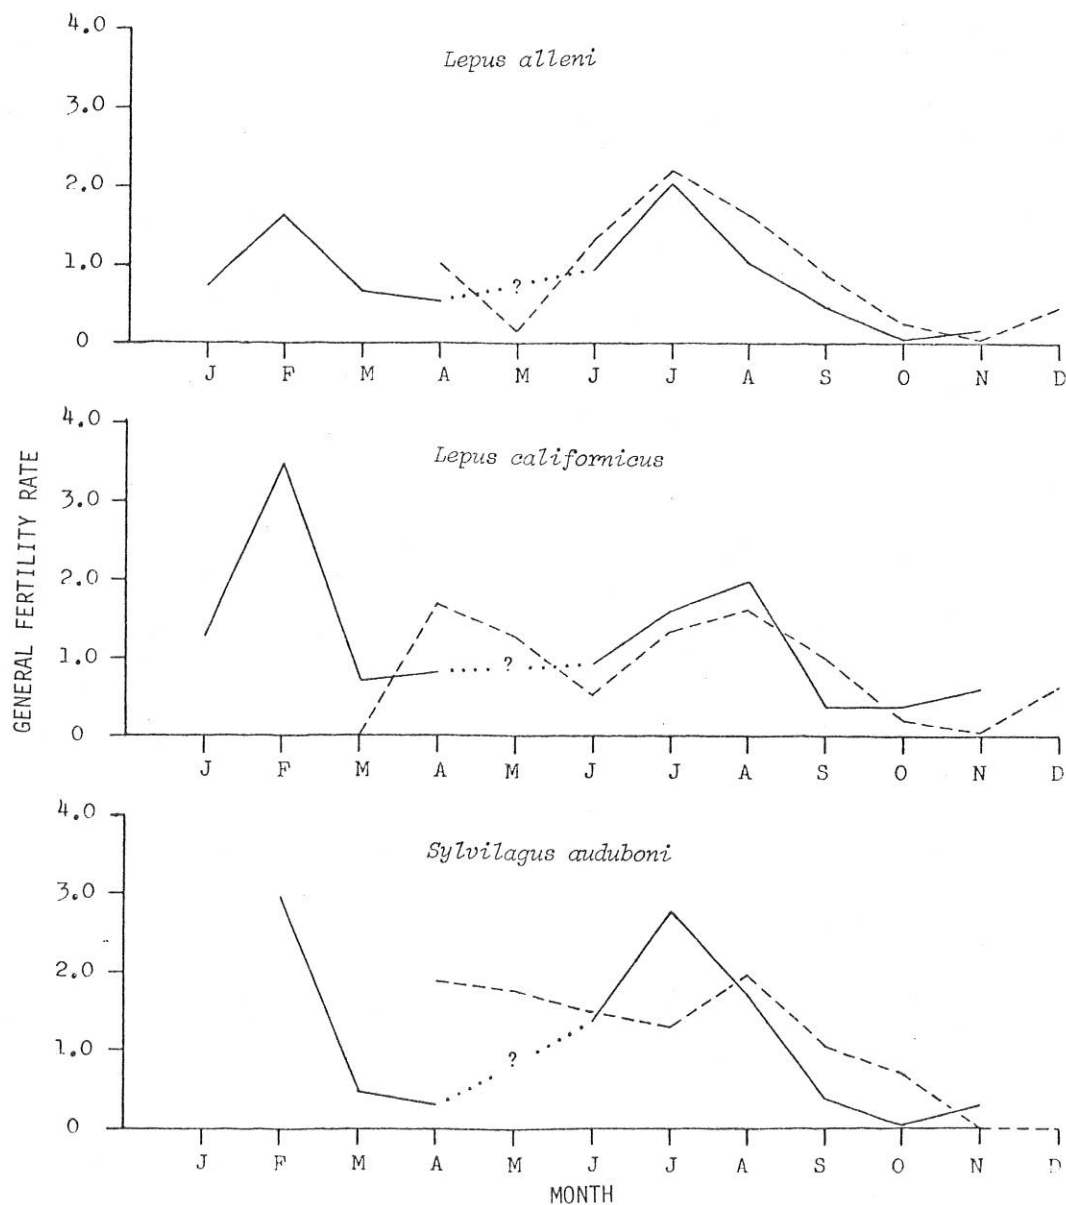 GENERAL FERTILITY RATE
4.0
Lepus alleni
3.0
2.0
1.0
?
0
J F M A M J J A S O N D
4.0
Lepus californicus
3.0
2.0
1.0
?
0
J F M A M J J A S O N D
4.0
Sylvilagus auduboni
3.0
2.0
1.0
?
0
J F M A M J J A S O N D
MONTH